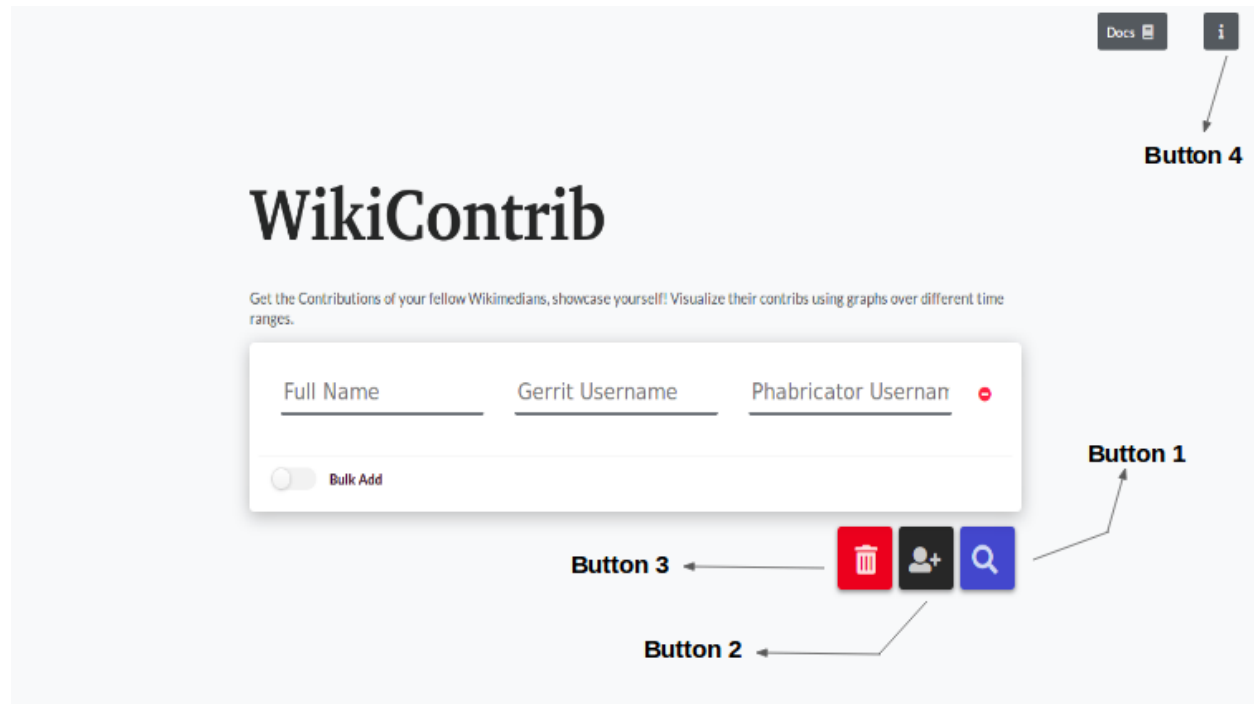 Docs
i
Button 4
WikiContrib
Get the Contributions of your fellow Wikimedians, showcase yourself! Visualize their contribs using graphs over different time
ranges.
Full Name
Gerrit Username
Phabricator Usernam
Button 1
Bulk Add
Button 3
Button 2